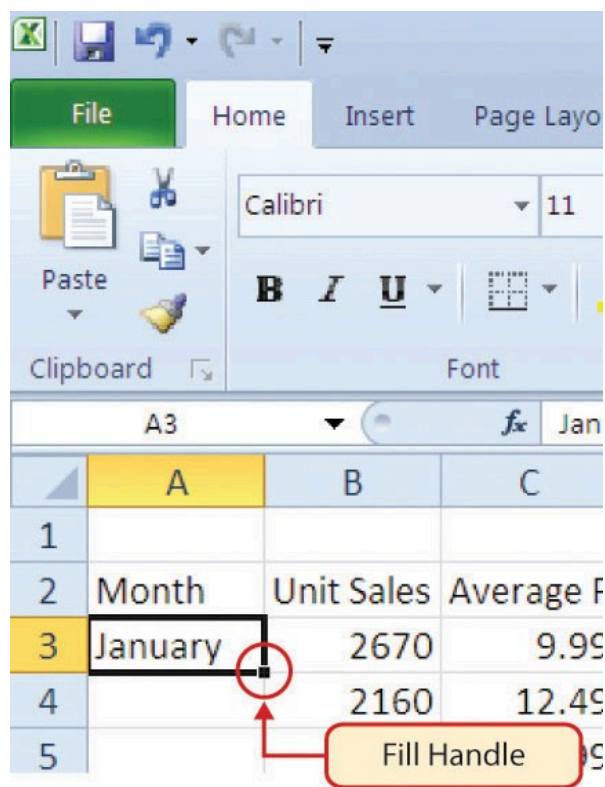 File Home Insert Page Layo
Calibri 11
Paste B I U
Clipboard Font
A3 fx Jan
A B C
1
2 Month Unit Sales Average P
3 January 2670 9.99
4 2160 12.49
5 Fill Handle 99